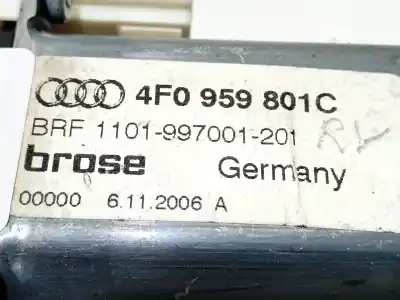 4F0 959 801C
BRF 1101-997001-201
brose Germany
00000 6.11.2006 A